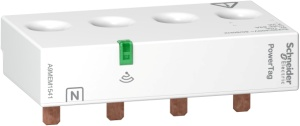 A9MEM1541
N
PowerTag
Schneider
Electric